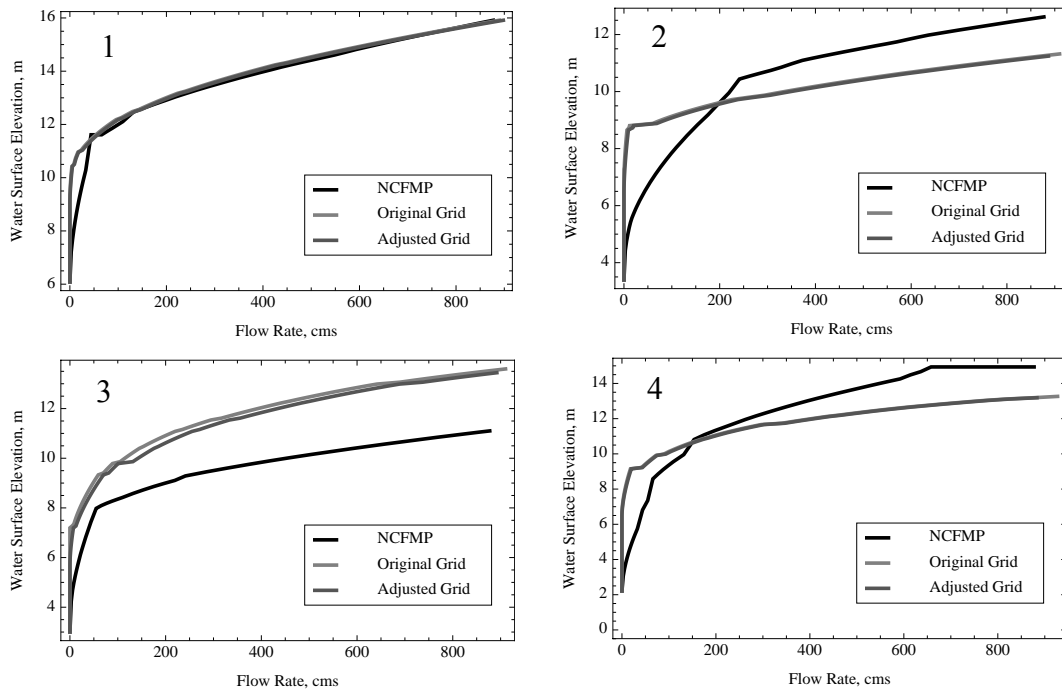 1
Water Surface Elevation, m
16
14
12
10
8
6
0 200 400 600 800
Flow Rate, cms
NCFMP
Original Grid
Adjusted Grid
2
Water Surface Elevation, m
12
10
8
6
4
0 200 400 600 800
Flow Rate, cms
NCFMP
Original Grid
Adjusted Grid
3
Water Surface Elevation, m
12
10
8
6
4
0 200 400 600 800
Flow Rate, cms
NCFMP
Original Grid
Adjusted Grid
4
Water Surface Elevation, m
14
12
10
8
6
4
2
0
0 200 400 600 800
Flow Rate, cms
NCFMP
Original Grid
Adjusted Grid